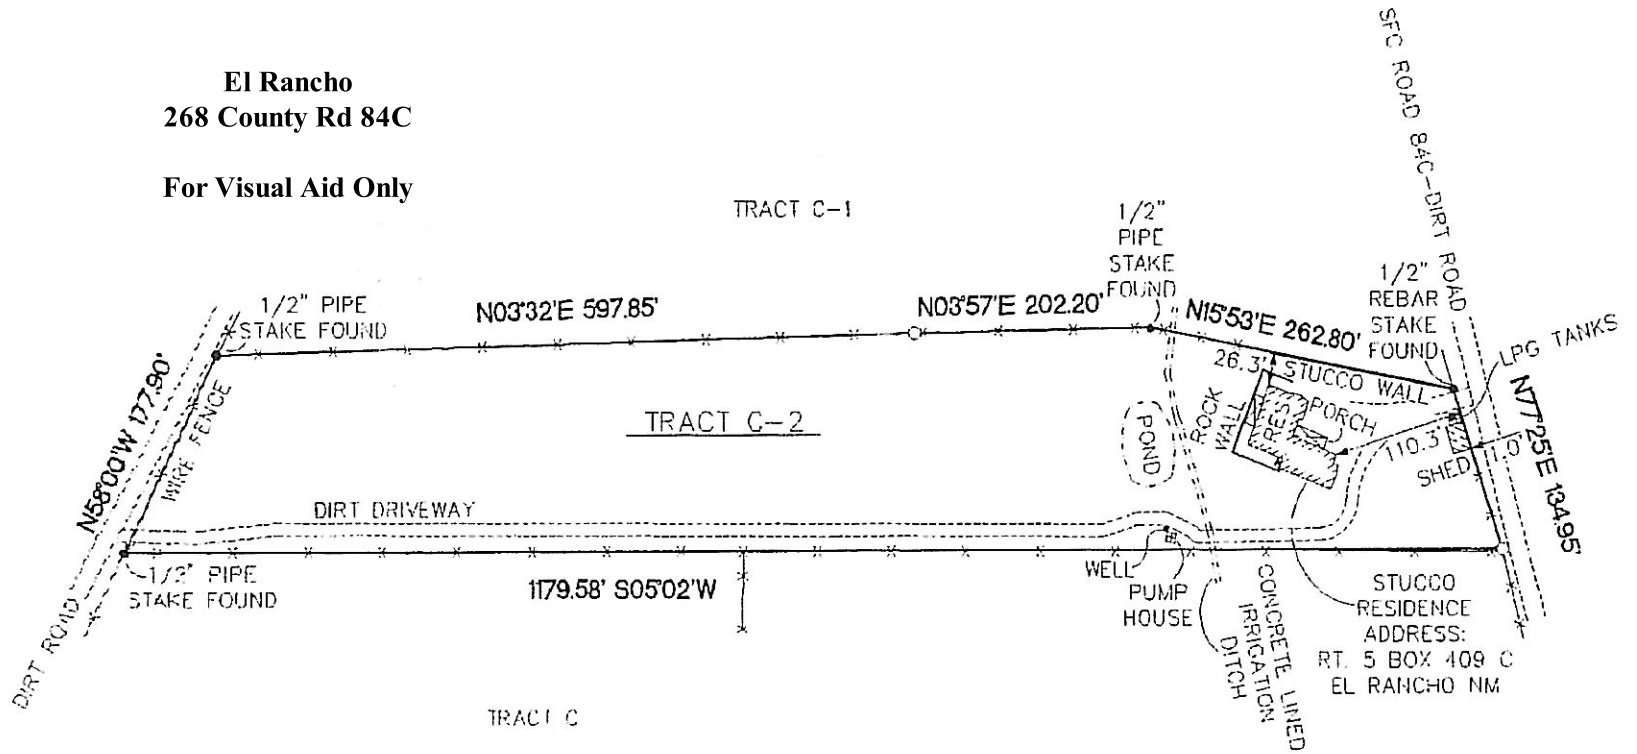 El Rancho
268 County Rd 84C
For Visual Aid Only
SFC ROAD 84C-DIRT ROAD
TRACT C-1
1/2"
PIPE
STAKE
FOUND
1/2"
REBAR
STAKE
FOUND
1/2" PIPE
STAKE FOUND
N03°32'E 597.85'
N03°57'E 202.20'
N15°53'E 262.80'
LPG TANKS
26.3'
STUCCO WALL
N58°00'W 177.90'
WIRE FENCE
TRACT C-2
POND
ROCK
WALL
RES
PORCH
110.3'
SHED
1.0'
N77°25'E 134.95'
DIRT DRIVEWAY
1/2" PIPE
STAKE FOUND
1179.58' S05°02'W
WELL
PUMP
HOUSE
CONCRETE LINED
IRRIGATION
DITCH
STUCCO
RESIDENCE
ADDRESS:
RT. 5 BOX 409 C
EL RANCHO NM
DIRT ROAD
TRACT C